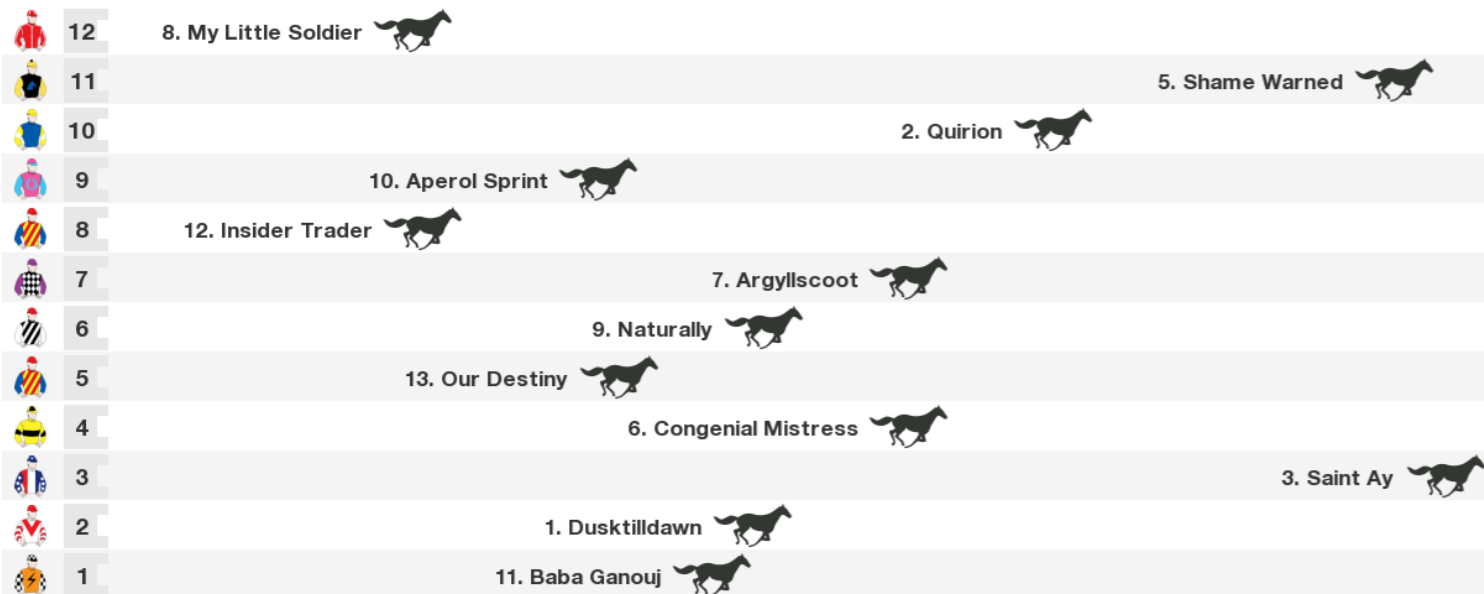 12 8. My Little Soldier
11 5. Shame Warned
10 2. Quirion
9 10. Aperol Sprint
8 12. Insider Trader
7 7. Argyllscoot
6 9. Naturally
5 13. Our Destiny
4 6. Congenial Mistress
3 3. Saint Ay
2 1. Dusktilldawn
1 11. Baba Ganouj